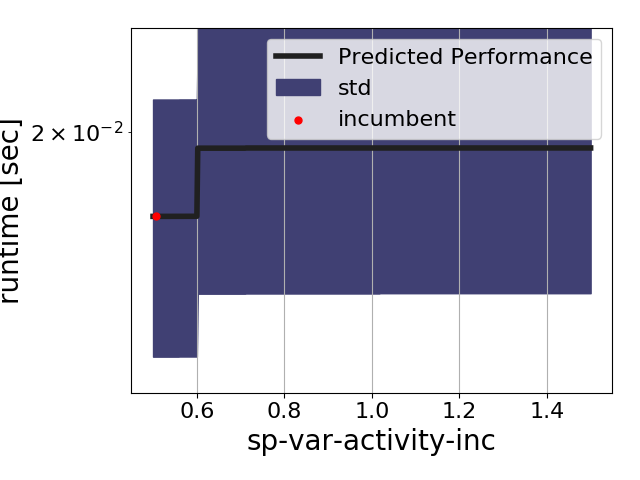 Predicted Performance
std
incumbent
2 × 10⁻²
runtime [sec]
0.6 0.8 1.0 1.2 1.4
sp-var-activity-inc